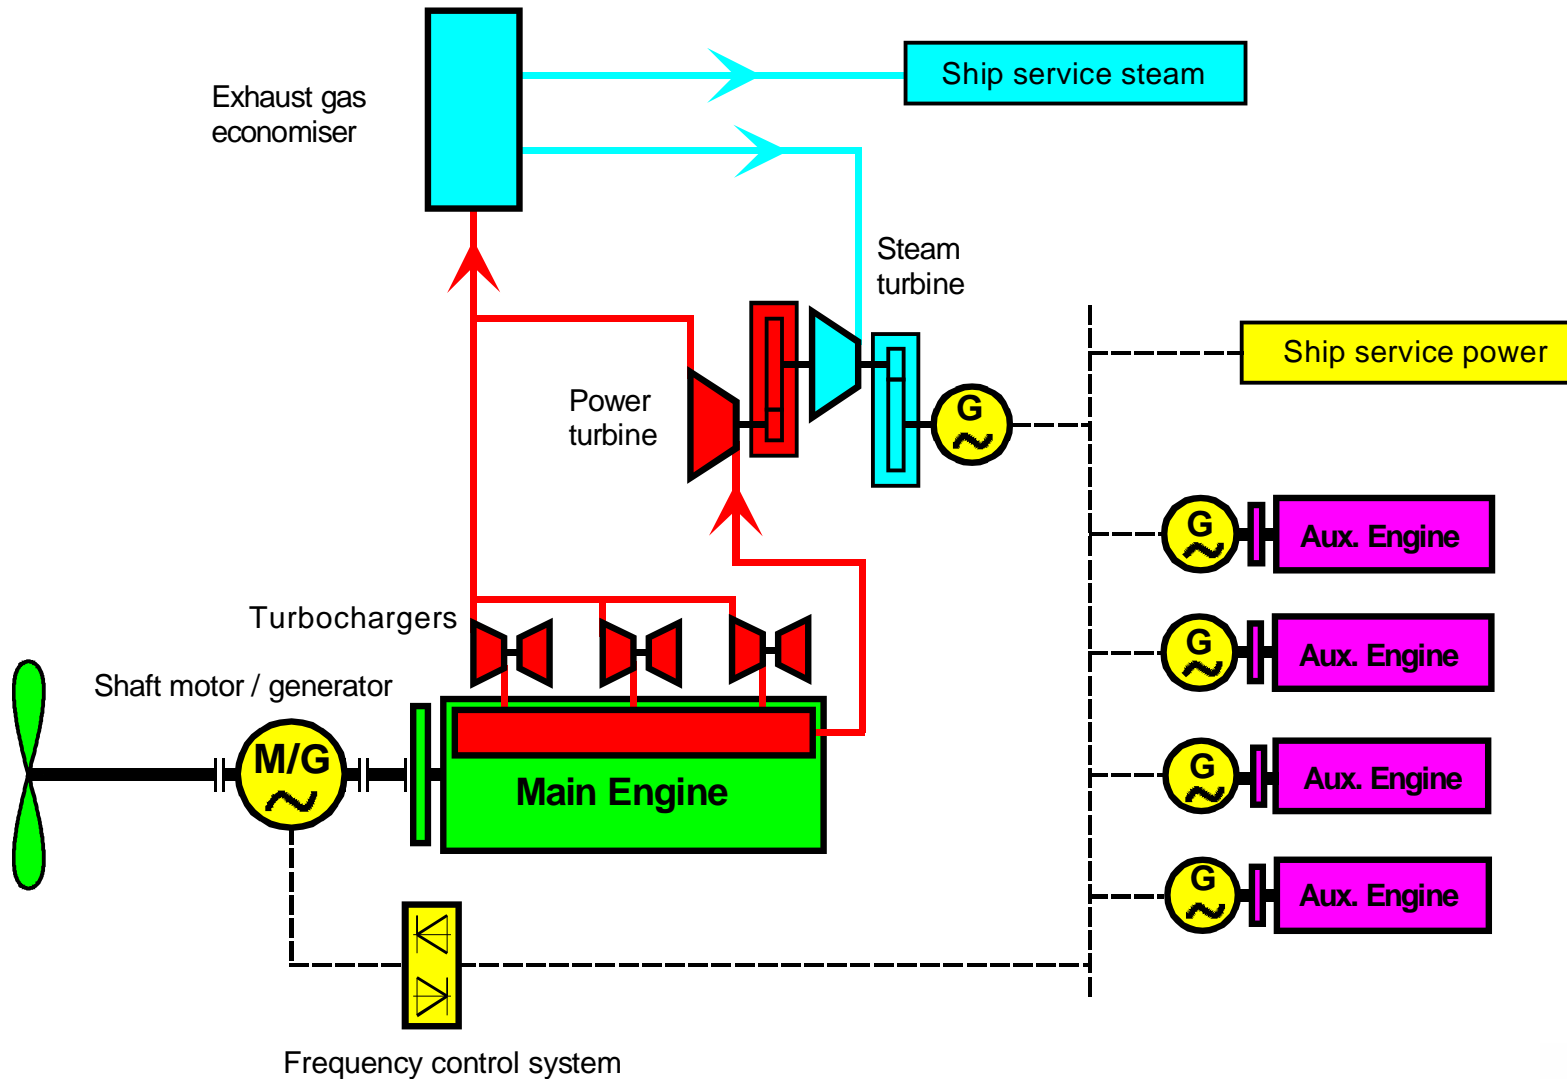 Ship service steam
Exhaust gas
economiser
Steam
turbine
Ship service power
Power
turbine
G
G
Aux. Engine
Turbochargers
G
Aux. Engine
Shaft motor / generator
M/G
Main Engine
G
Aux. Engine
G
Aux. Engine
Frequency control system